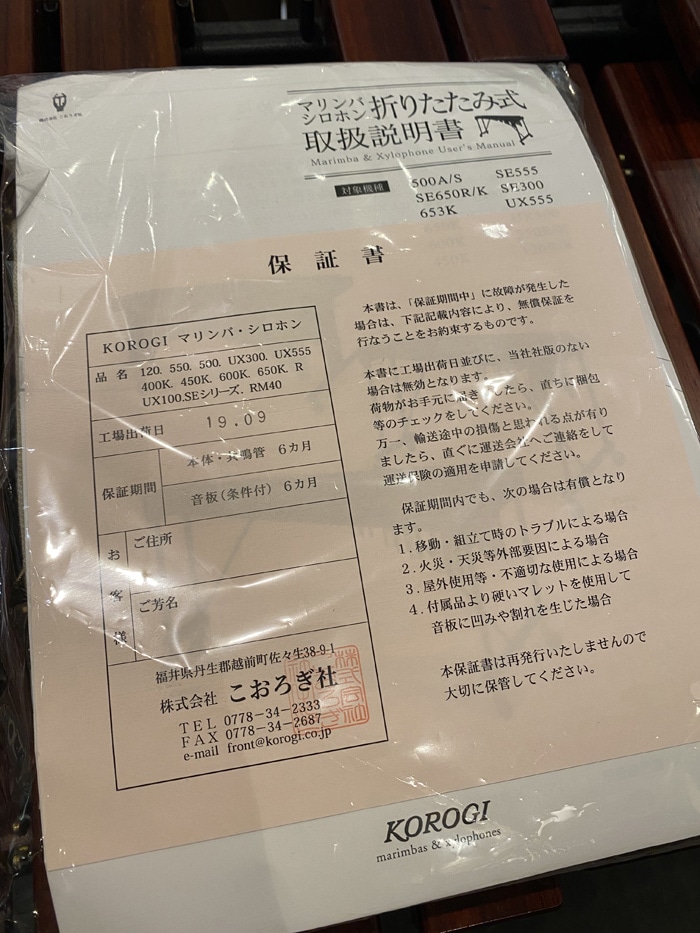 マリンバ
シロホン 折りたたみ式
取扱説明書
Marimba & Xylophone User's Manual
対象機種
500A/S SE555
SE650R/K SE300
653K UX555
保証書
KOROGI マリンバ・シロホン
品名 120. 550. 500. UX300. UX555
400K. 450K. 600K. 650K. R
UX100.SEシリーズ. RM40
工場出荷日 19.09
保証期間
本体・共鳴管 6カ月
音板(条件付) 6カ月
お客様
ご住所
ご芳名
福井県丹生郡越前町佐々生38-9-1
株式会社 こおろぎ社
TEL 0778-34-2333
FAX 0778-34-2687
e-mail front@korogi.co.jp
本書は、「保証期間中」に故障が発生した
場合は、下記記載内容により、無償保証を
行なうことをお約束するものです。
本書に工場出荷日並びに、当社社版のない
場合は無効となります。
荷物がお手元に届きましたら、直ちに梱包
等のチェックをしてください。
万一、輸送途中の損傷と思われる点が有り
ましたら、直ぐに運送会社へご連絡をして
運送保険の適用を申請してください。
保証期間内でも、次の場合は有償となり
ます。
1. 移動・組立て時のトラブルによる場合
2. 火災・天災等外部要因による場合
3. 屋外使用等・不適切な使用による場合
4. 付属品より硬いマレットを使用して
音板に凹みや割れを生じた場合
本保証書は再発行いたしませんので
大切に保管してください。
KOROGI
marimbas & xylophones